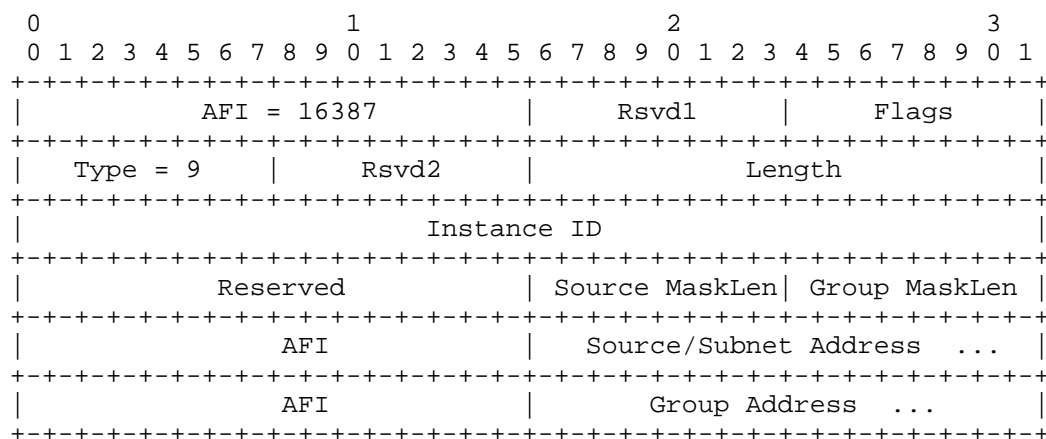 0                   1                   2                   3
0 1 2 3 4 5 6 7 8 9 0 1 2 3 4 5 6 7 8 9 0 1 2 3 4 5 6 7 8 9 0 1
+-+-+-+-+-+-+-+-+-+-+-+-+-+-+-+-+-+-+-+-+-+-+-+-+-+-+-+-+-+-+-+-+
|           AFI = 16387         |     Rsvd1     |     Flags     |
+-+-+-+-+-+-+-+-+-+-+-+-+-+-+-+-+-+-+-+-+-+-+-+-+-+-+-+-+-+-+-+-+
|   Type = 9    |     Rsvd2     |             Length            |
+-+-+-+-+-+-+-+-+-+-+-+-+-+-+-+-+-+-+-+-+-+-+-+-+-+-+-+-+-+-+-+-+
|                         Instance ID                           |
+-+-+-+-+-+-+-+-+-+-+-+-+-+-+-+-+-+-+-+-+-+-+-+-+-+-+-+-+-+-+-+-+
|            Reserved           | Source MaskLen| Group MaskLen |
+-+-+-+-+-+-+-+-+-+-+-+-+-+-+-+-+-+-+-+-+-+-+-+-+-+-+-+-+-+-+-+-+
|                AFI            |   Source/Subnet Address  ...  |
+-+-+-+-+-+-+-+-+-+-+-+-+-+-+-+-+-+-+-+-+-+-+-+-+-+-+-+-+-+-+-+-+
|                AFI            |       Group Address  ...      |
+-+-+-+-+-+-+-+-+-+-+-+-+-+-+-+-+-+-+-+-+-+-+-+-+-+-+-+-+-+-+-+-+